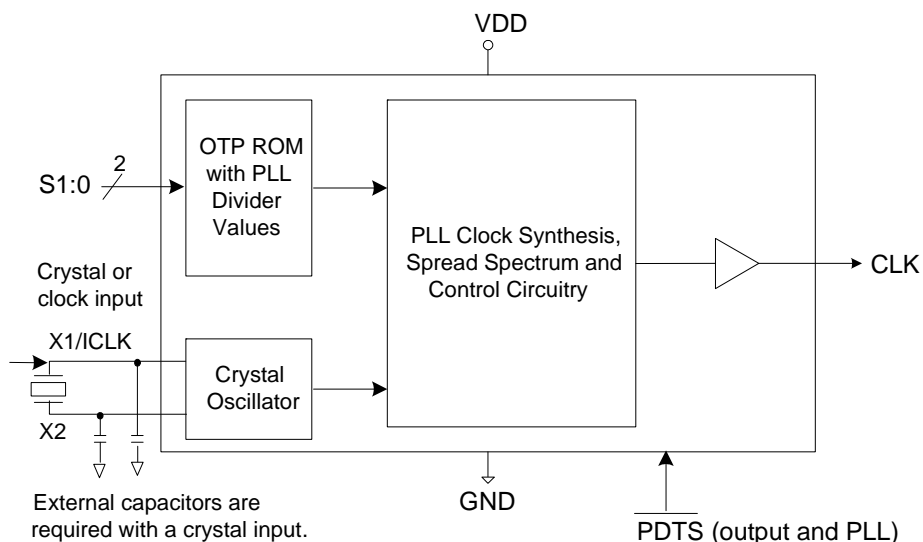 VDD
OTP ROM
with PLL
Divider
Values
2
S1:0
PLL Clock Synthesis,
Spread Spectrum and
Control Circuitry
CLK
Crystal or
clock input
X1/ICLK
Crystal
Oscillator
X2
External capacitors are
required with a crystal input.
GND
PDTS (output and PLL)